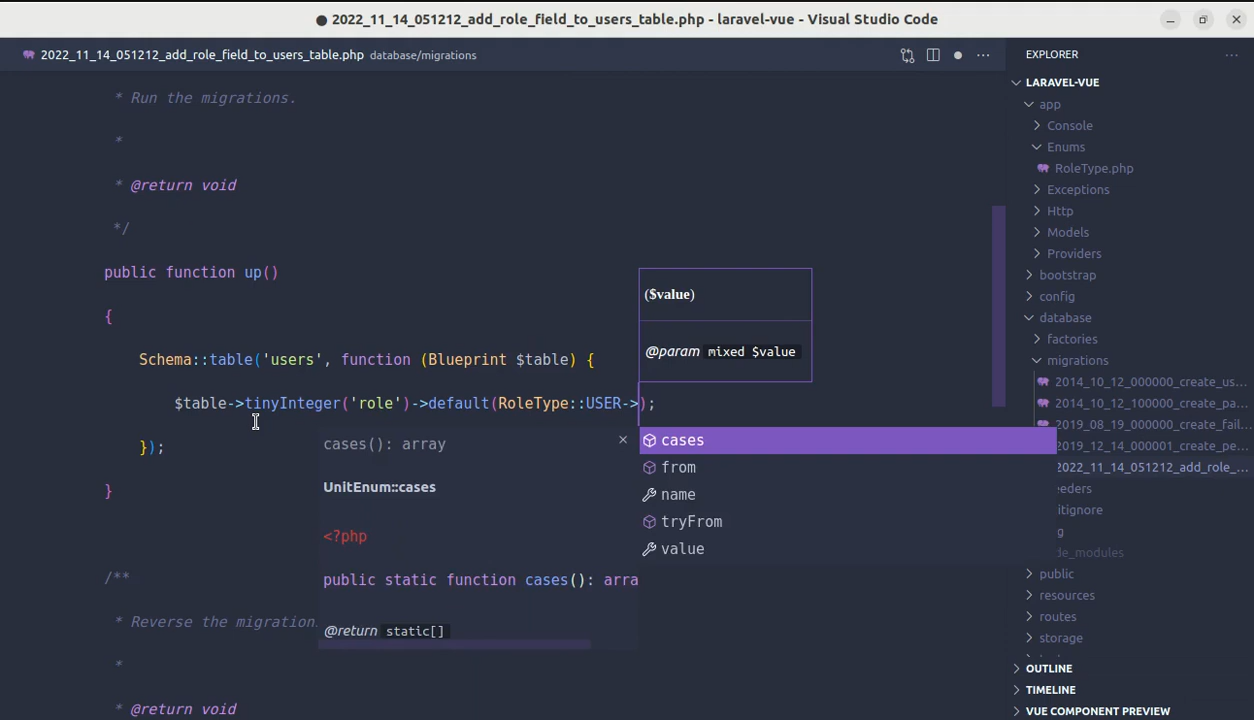 2022_11_14_051212_add_role_field_to_users_table.php - laravel-vue - Visual Studio Code
2022_11_14_051212_add_role_field_to_users_table.php database/migrations
* Run the migrations.
*
* @return void
*/
public function up()
{
Schema::table('users', function (Blueprint $table) {
$table->tinyInteger('role')->default(RoleType::USER->);
});
}
/**
* Reverse the migration
*
* @return void
($value)
@param mixed $value
cases
from
name
tryFrom
value
cases(): array
UnitEnum::cases
<?php
public static function cases(): arra
@return static[]
EXPLORER
LARAVEL-VUE
app
Console
Enums
RoleType.php
Exceptions
Http
Models
Providers
bootstrap
config
database
factories
migrations
2014_10_12_000000_create_us...
2014_10_12_100000_create_pa...
2019_08_19_000000_create_fail...
2019_12_14_000001_create_pe...
2022_11_14_051212_add_role_...
eeders
itignore
g
de_modules
public
resources
routes
storage
OUTLINE
TIMELINE
VUE COMPONENT PREVIEW